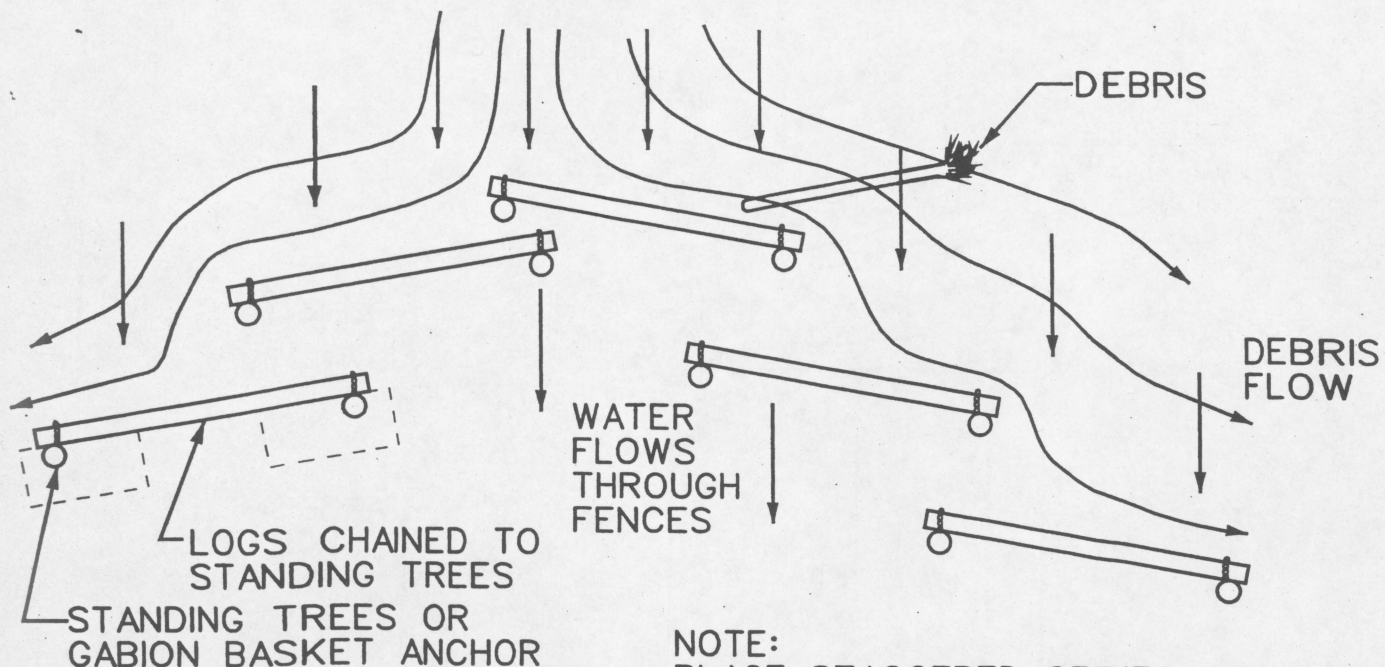 DEBRIS
DEBRIS
FLOW
WATER
FLOWS
THROUGH
FENCES
LOGS CHAINED TO
STANDING TREES
STANDING TREES OR
GABION BASKET ANCHOR
NOTE: